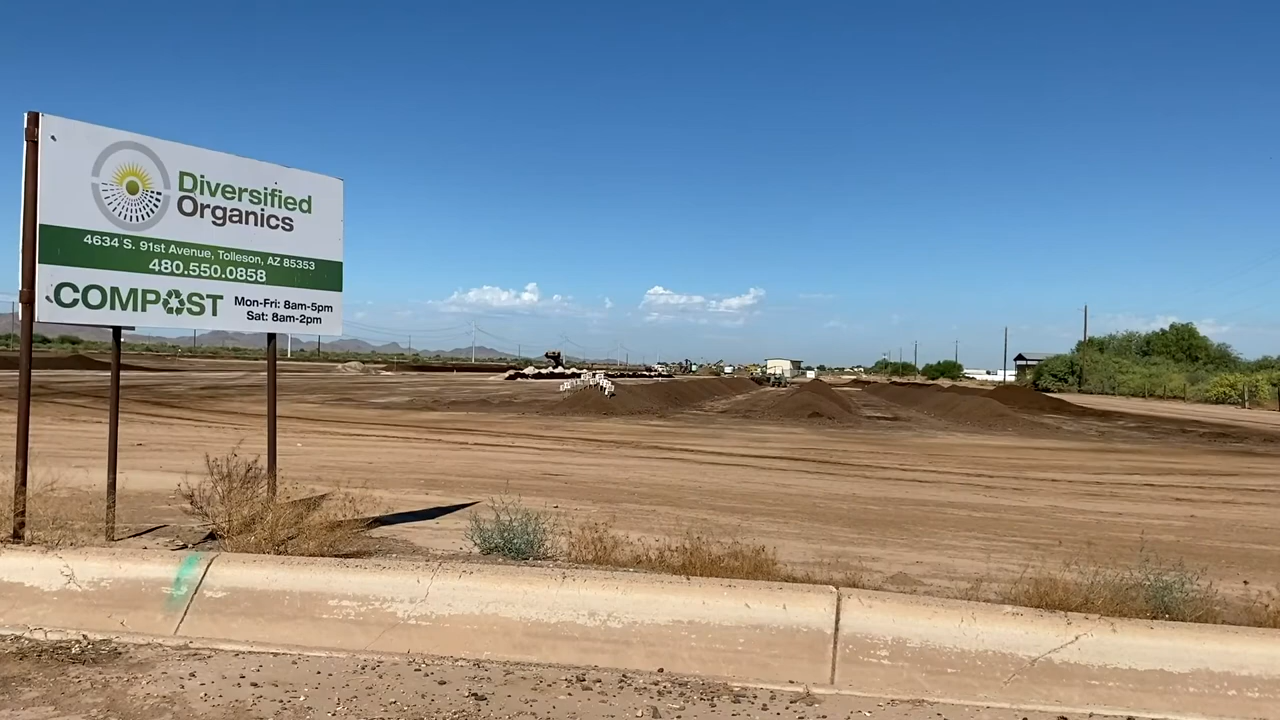 Diversified
Organics
4634 S. 91st Avenue, Tolleson, AZ 85353
480.550.0858
COMPOST
Mon-Fri: 8am-5pm
Sat: 8am-2pm